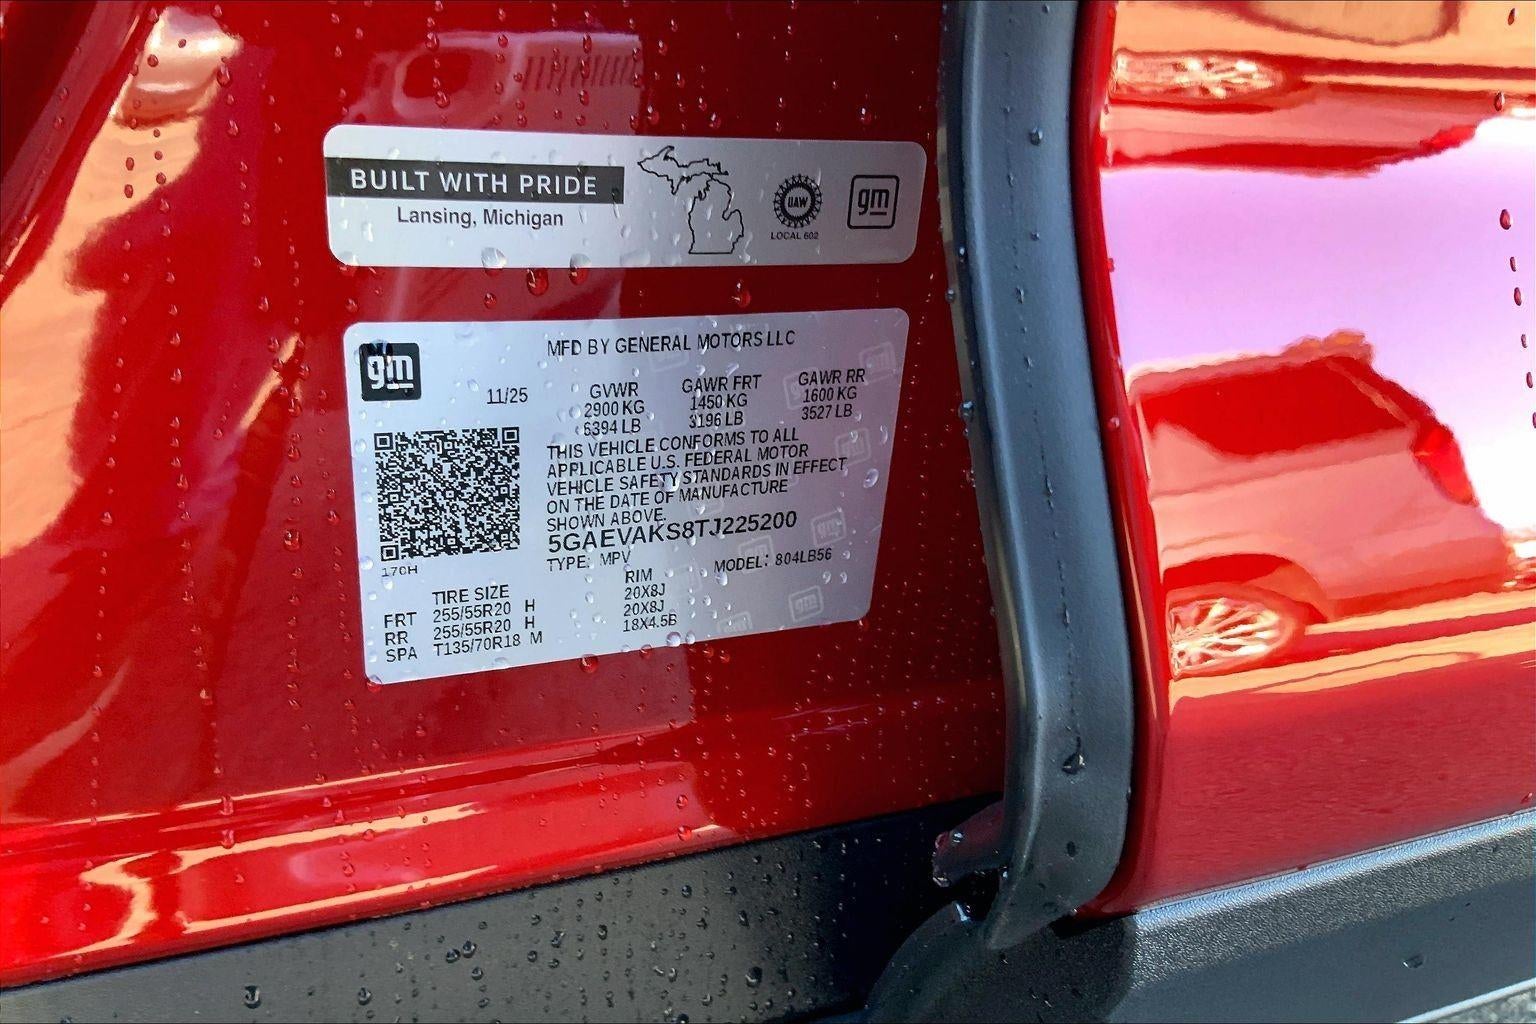 BUILT WITH PRIDE
Lansing, Michigan
UAW
LOCAL 602
gm
gm
MFD BY GENERAL MOTORS LLC
11/25
GVWR GAWR FRT GAWR RR
2900 KG 1450 KG 1600 KG
6394 LB 3196 LB 3527 LB
THIS VEHICLE CONFORMS TO ALL
APPLICABLE U.S. FEDERAL MOTOR
VEHICLE SAFETY STANDARDS IN EFFECT
ON THE DATE OF MANUFACTURE
SHOWN ABOVE.
5GAEVAKS8TJ225200
TYPE: MPV MODEL: 804LB56
170H
TIRE SIZE RIM
FRT 255/55R20 H 20X8J
RR 255/55R20 H 20X8J
SPA T135/70R18 M 18X4.5B